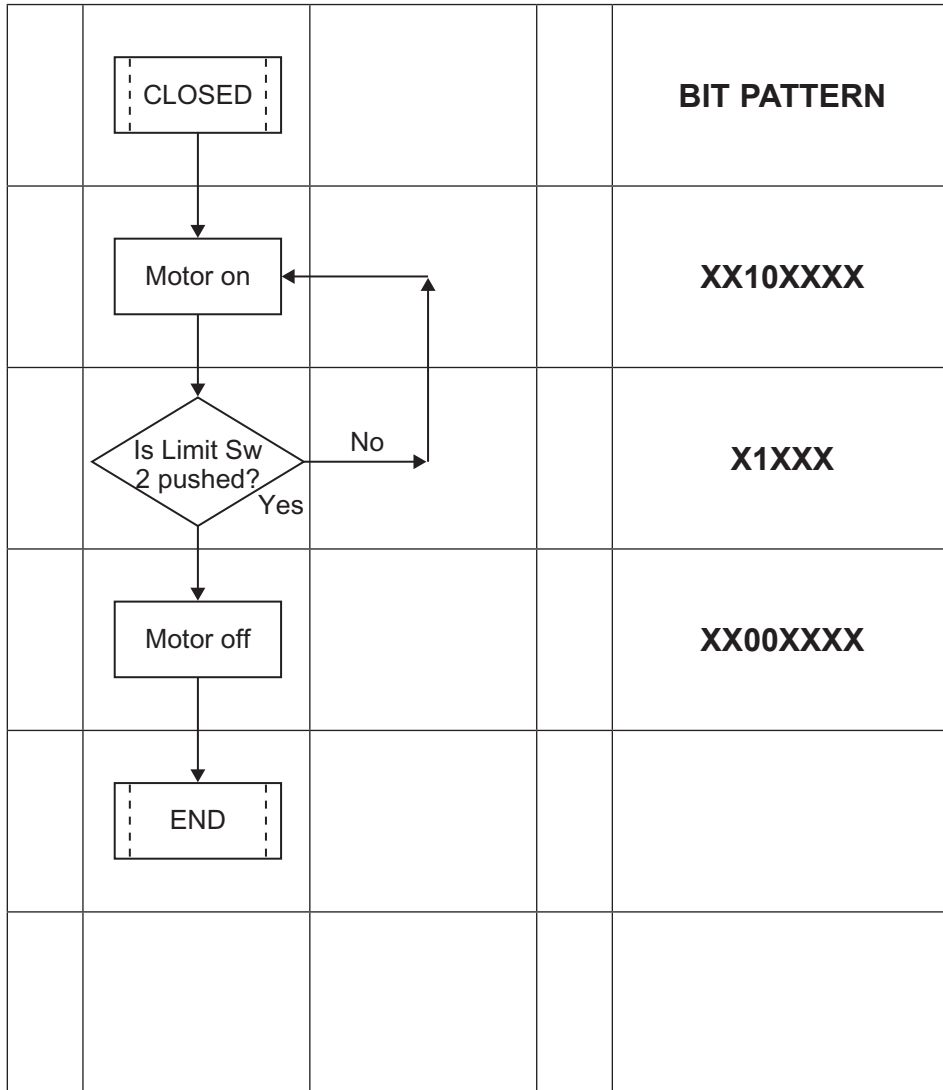 CLOSED
BIT PATTERN
Motor on
XX10XXXX
Is Limit Sw
2 pushed?
No
Yes
X1XXX
Motor off
XX00XXXX
END